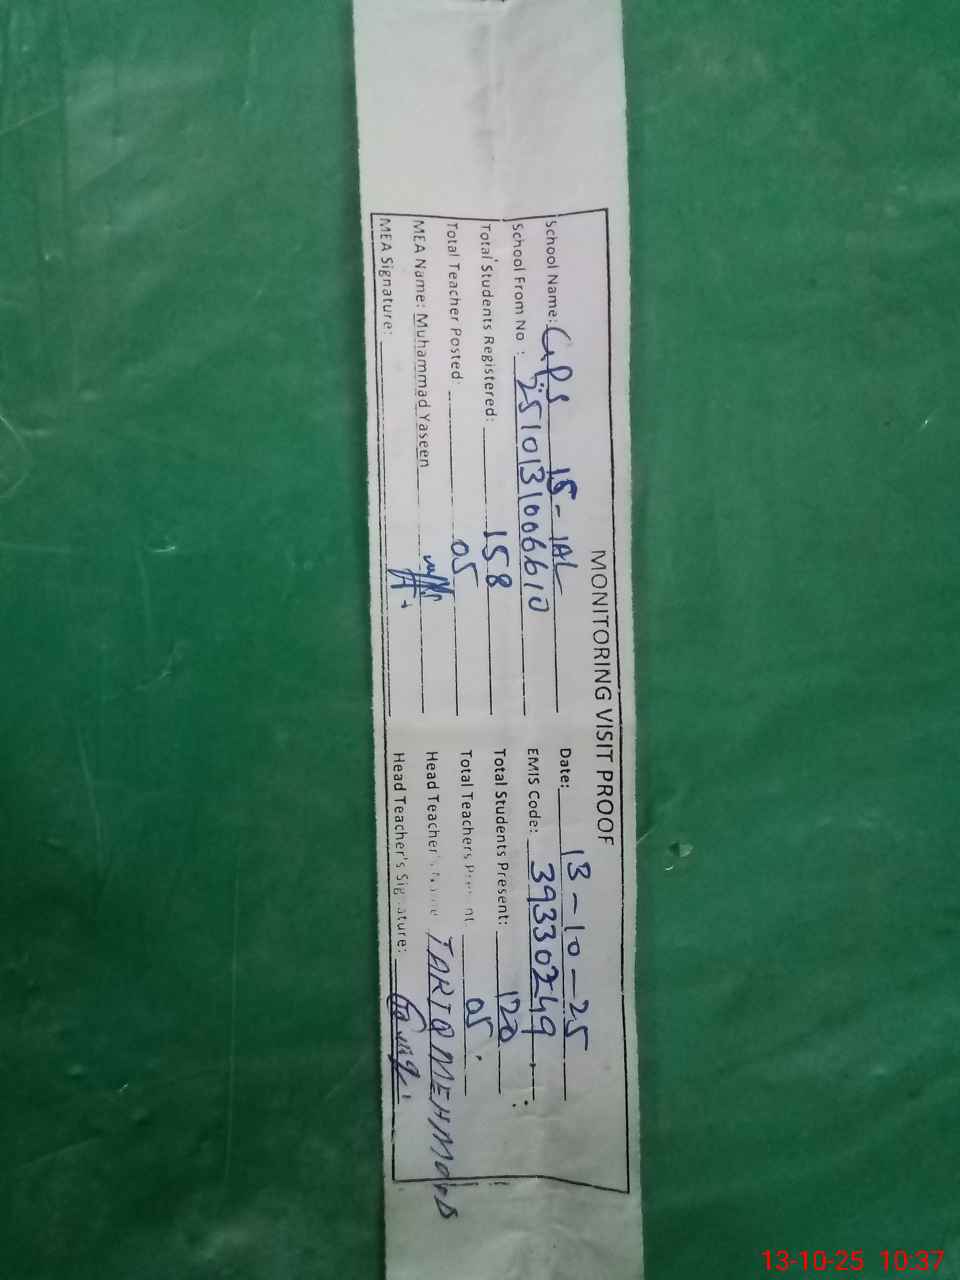 MONITORING VISIT PROOF
School Name: GPS 15-1AL Date: 13-10-25
School From No : 2510131006610 EMIS Code: 39330249
Total Students Registered: 158 Total Students Present: 120
Total Teacher Posted: 05 Total Teachers Present 05
MEA Name: Muhammad Yaseen Head Teacher's Name TARIQ MEHMOOD
MEA Signature: Head Teacher's Signature:
13-10-25 10:37